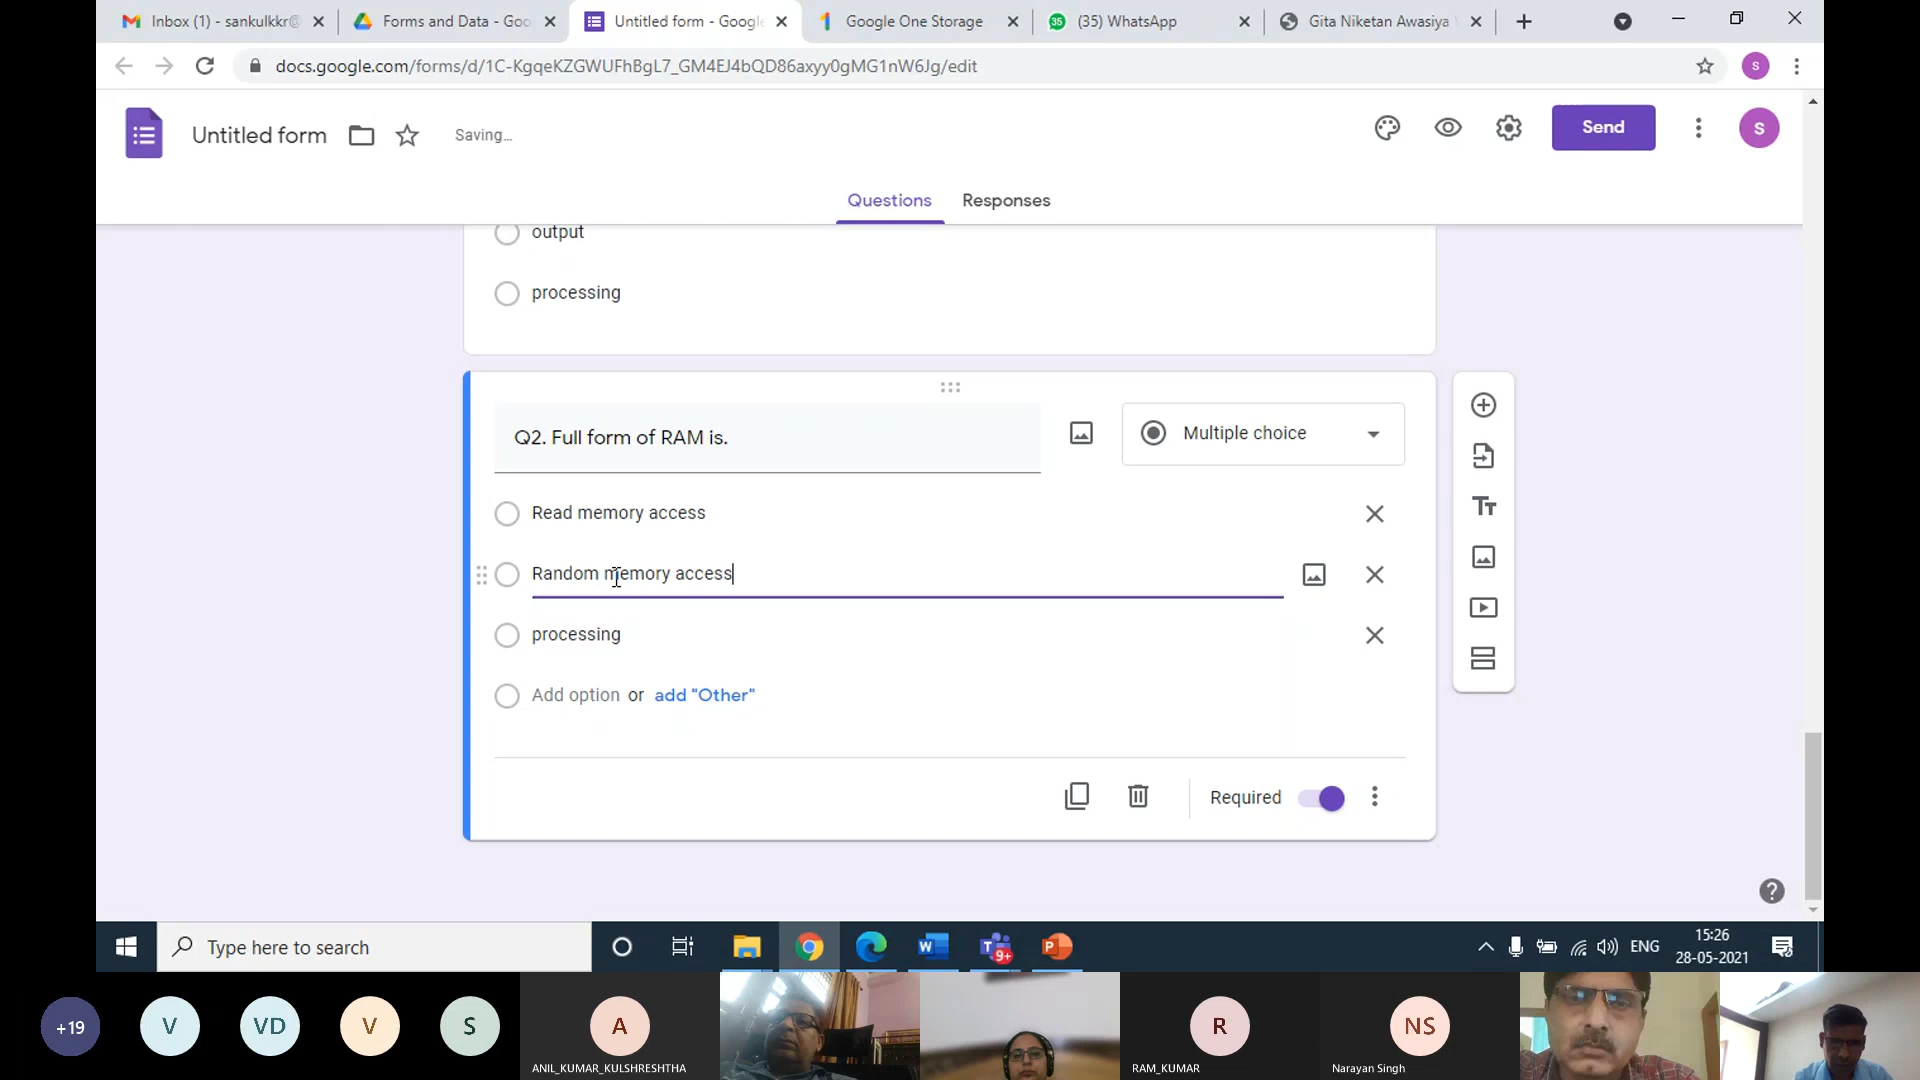 Inbox (1) - sankulkkr@
Forms and Data - Goo
Untitled form - Google
Google One Storage
35
(35) WhatsApp
Gita Niketan Awasiya
docs.google.com/forms/d/1C-KgqeKZGWUFhBgL7_GM4EJ4bQD86axyy0gMG1nW6Jg/edit
S
Untitled form
Saving...
Send
S
Questions
Responses
output
processing
Q2. Full form of RAM is.
Multiple choice
Read memory access
Random memory access
processing
Add option or add "Other"
Required
Type here to search
W
T
9+
P
ENG
15:26
28-05-2021
+19
V
VD
V
S
A
ANIL_KUMAR_KULSHRESHTHA
R
RAM_KUMAR
NS
Narayan Singh